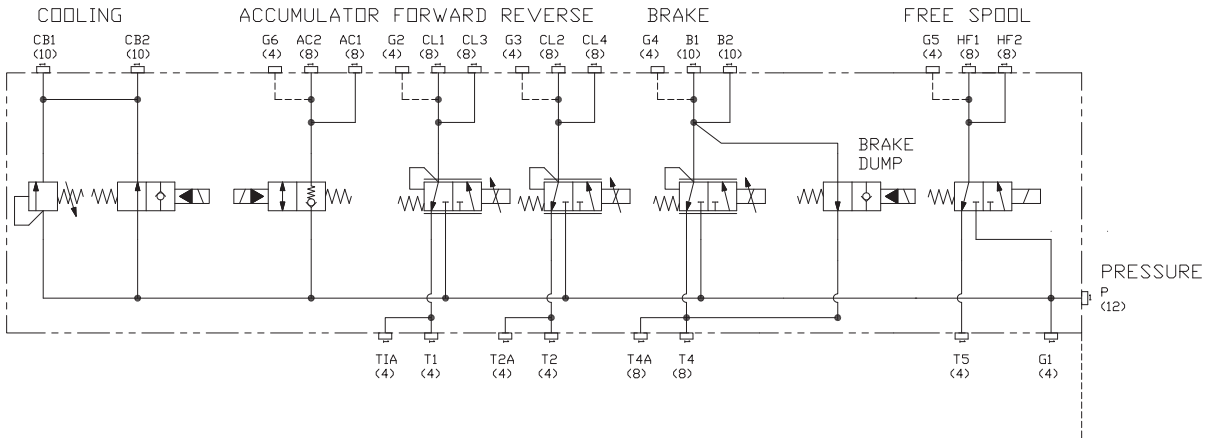 COOLING ACCUMULATOR FORWARD REVERSE BRAKE FREE SPOOL
CB1 CB2 G6 AC2 AC1 G2 CL1 CL3 G3 CL2 CL4 G4 B1 B2 G5 HF1 HF2
(10) (10) (4) (8) (8) (4) (8) (8) (4) (8) (8) (4) (10) (10) (4) (8) (8)
BRAKE
DUMP
PRESSURE
P
(12)
T1A T1 T2A T2 T4A T4 T5 G1
(4) (4) (4) (4) (8) (8) (4) (4)